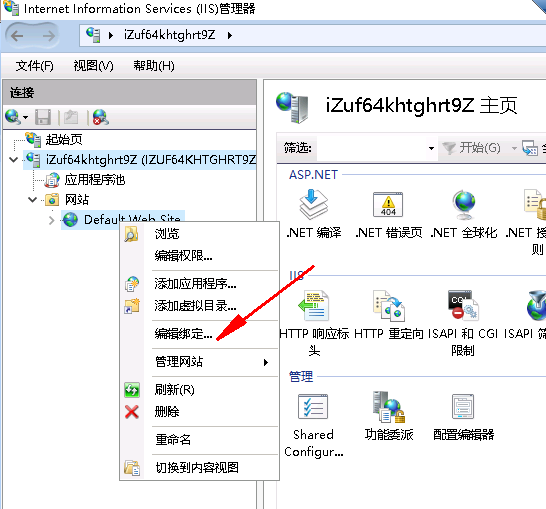 Internet Information Services (IIS)管理器
iZuf64khtghrt9Z
文件(F) 视图(V) 帮助(H)
连接
起始页
iZuf64khtghrt9Z (IZUF64KHTGHRT9Z
应用程序池
网站
Default Web Site
浏览
编辑权限...
添加应用程序...
添加虚拟目录...
编辑绑定...
管理网站
刷新(R)
删除
重命名
切换到内容视图
iZuf64khtghrt9Z 主页
筛选: 开始(G)
ASP.NET
.NET 编译 .NET 错误页 .NET 全球化 .NET 授
则
IIS
HTTP 响应标
头
HTTP 重定向 ISAPI 和 CGI
限制
ISAPI 筛
管理
Shared
Configur...
功能委派 配置编辑器